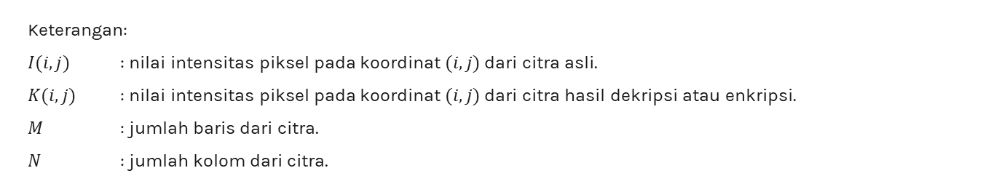 Keterangan:
I(i,j) : nilai intensitas piksel pada koordinat (i,j) dari citra asli.
K(i,j) : nilai intensitas piksel pada koordinat (i,j) dari citra hasil dekripsi atau enkripsi.
M : jumlah baris dari citra.
N : jumlah kolom dari citra.